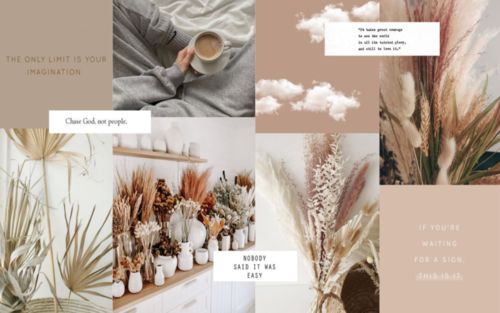 THE ONLY LIMIT IS YOUR
IMAGINATION
"It takes great courage
to see the world
in all its tainted glory,
and still to love it."
Chase God, not people.
NOBODY
SAID IT WAS
EASY
IF YOU'RE
WAITING
FOR A SIGN,
THIS IS IT